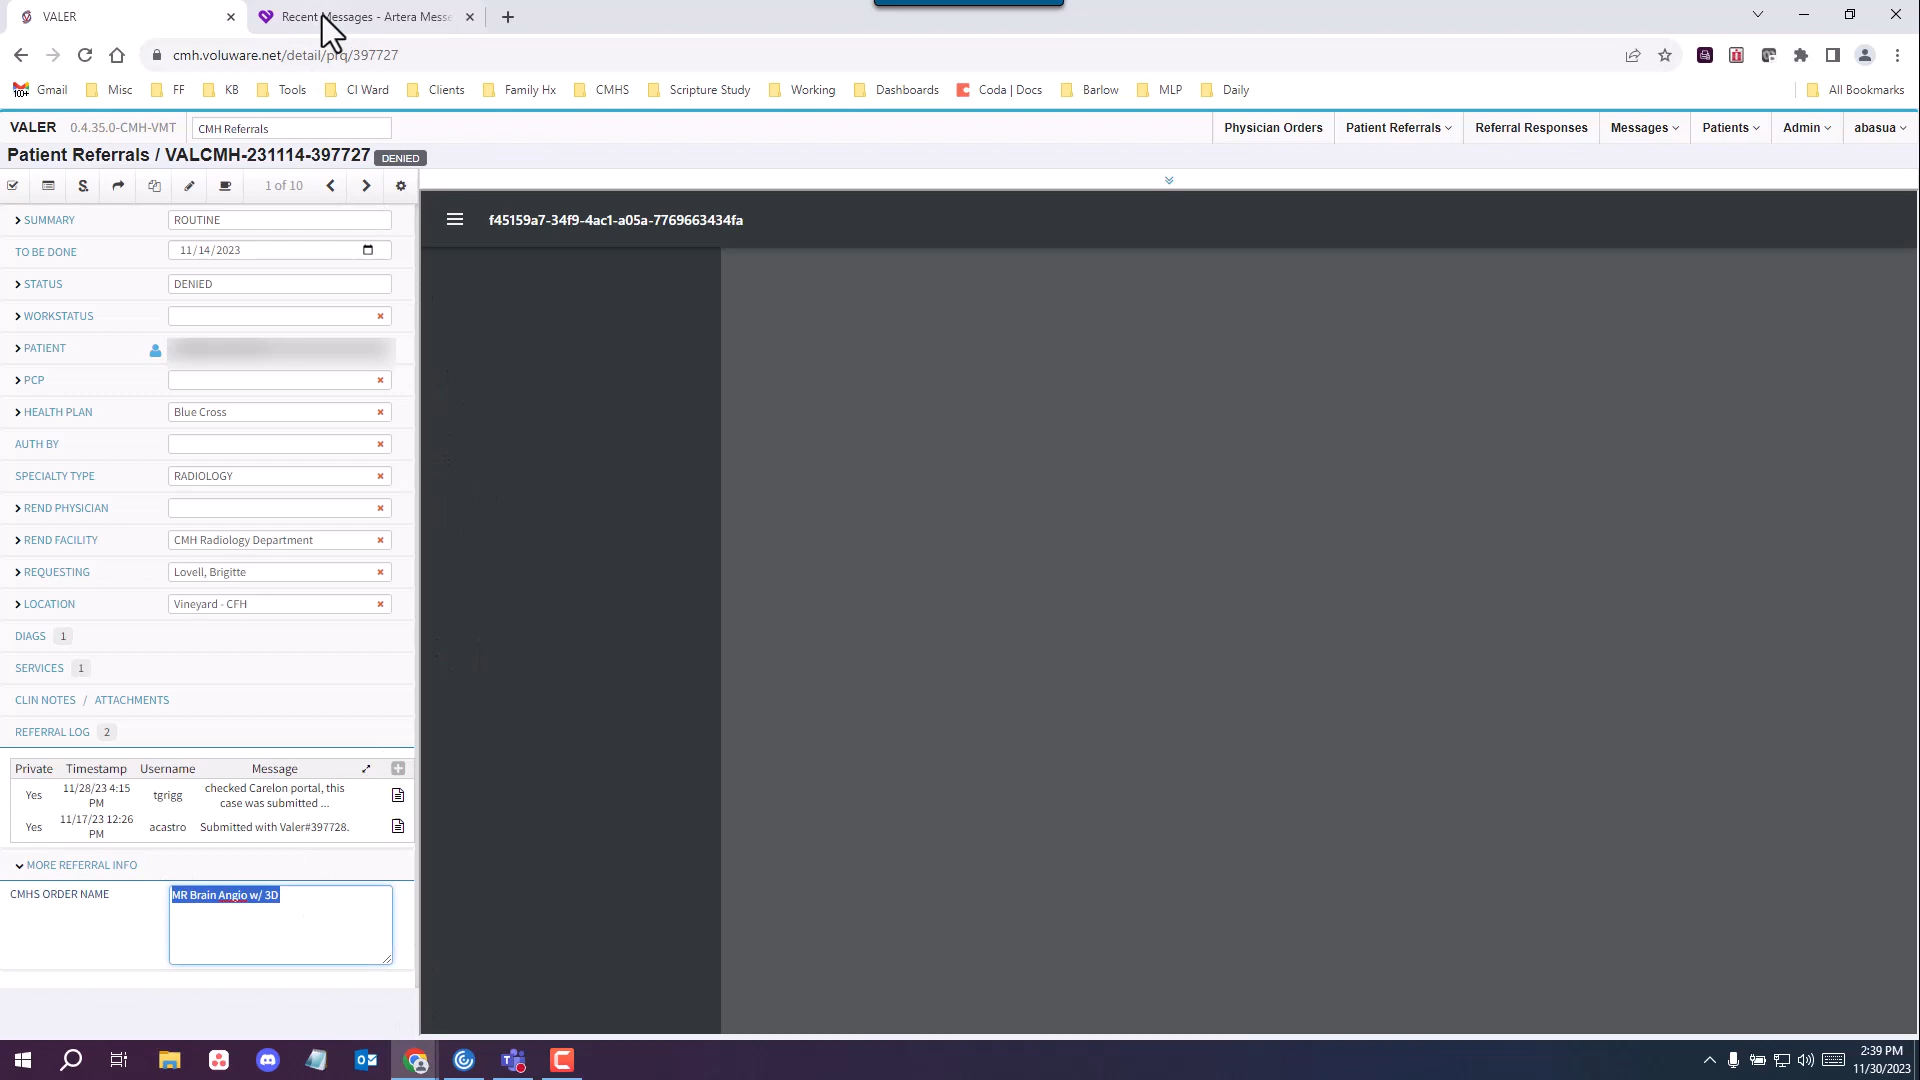 VALER
Recent Messages - Artera Messe
cmh.voluware.net/detail/prq/397727
100+ Gmail Misc FF KB Tools CI Ward Clients Family Hx CMHS Scripture Study Working Dashboards Coda | Docs Barlow MLP Daily All Bookmarks
VALER 0.4.35.0-CMH-VMT CMH Referrals Physician Orders Patient Referrals Referral Responses Messages Patients Admin abasua
Patient Referrals / VALCMH-231114-397727 DENIED
1 of 10
f45159a7-34f9-4ac1-a05a-7769663434fa
SUMMARY ROUTINE
TO BE DONE 11/14/2023
STATUS DENIED
WORKSTATUS
PATIENT
PCP
HEALTH PLAN Blue Cross
AUTH BY
SPECIALTY TYPE RADIOLOGY
REND PHYSICIAN
REND FACILITY CMH Radiology Department
REQUESTING Lovell, Brigitte
LOCATION Vineyard - CFH
DIAGS 1
SERVICES 1
CLIN NOTES / ATTACHMENTS
REFERRAL LOG 2
Private Timestamp Username Message
Yes 11/28/23 4:15 PM tgrigg checked Carelon portal, this case was submitted ...
Yes 11/17/23 12:26 PM acastro Submitted with Valer#397728.
MORE REFERRAL INFO
CMHS ORDER NAME MR Brain Angio w/ 3D
2:39 PM
11/30/2023